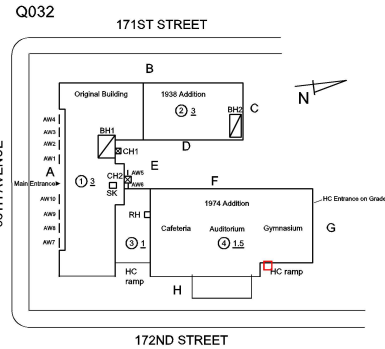 Q032
171ST STREET
B
Original Building
1938 Addition
2 3
BH2
C
N
AW4
AW3
AW2
AW1
BH1
CH1
D
E
A
Main Entrance
1 3
CH2
AW5
AW6
SK
F
AW10
AW9
AW8
AW7
RH
3 1
1974 Addition
Cafeteria
Auditorium
Gymnasium
4 1.5
HC Entrance on Grade
G
HC
ramp
HC ramp
H
172ND STREET